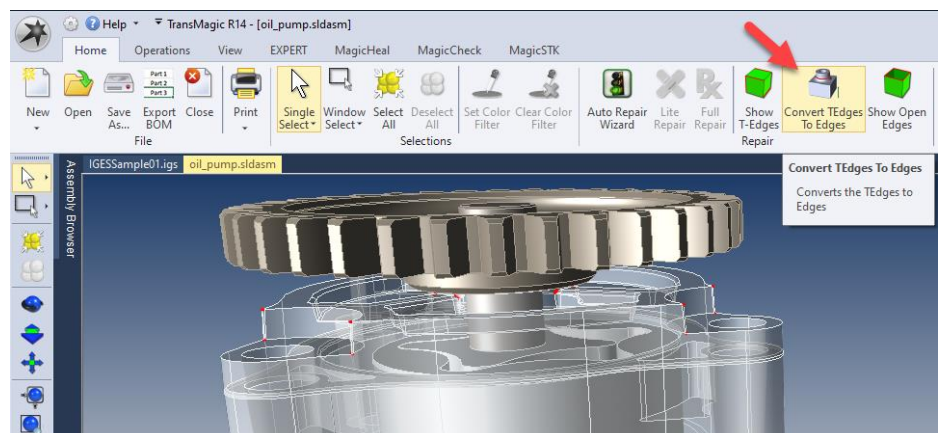 Help TransMagic R14 - [oil_pump.sldasm]
Home Operations View EXPERT MagicHeal MagicCheck MagicSTK
Part 1
Part 2
Part 3
New Open Save Export Close Print Single Window Select Deselect Set Color Clear Color Auto Repair Lite Full Show Convert TEdges Show Open
As... BOM Select Select All All Filter Filter Wizard Repair Repair T-Edges To Edges Edges
File Selections Repair
IGESSample01.igs oil_pump.sldasm
Assembly Browser
Convert TEdges To Edges
Converts the TEdges to
Edges